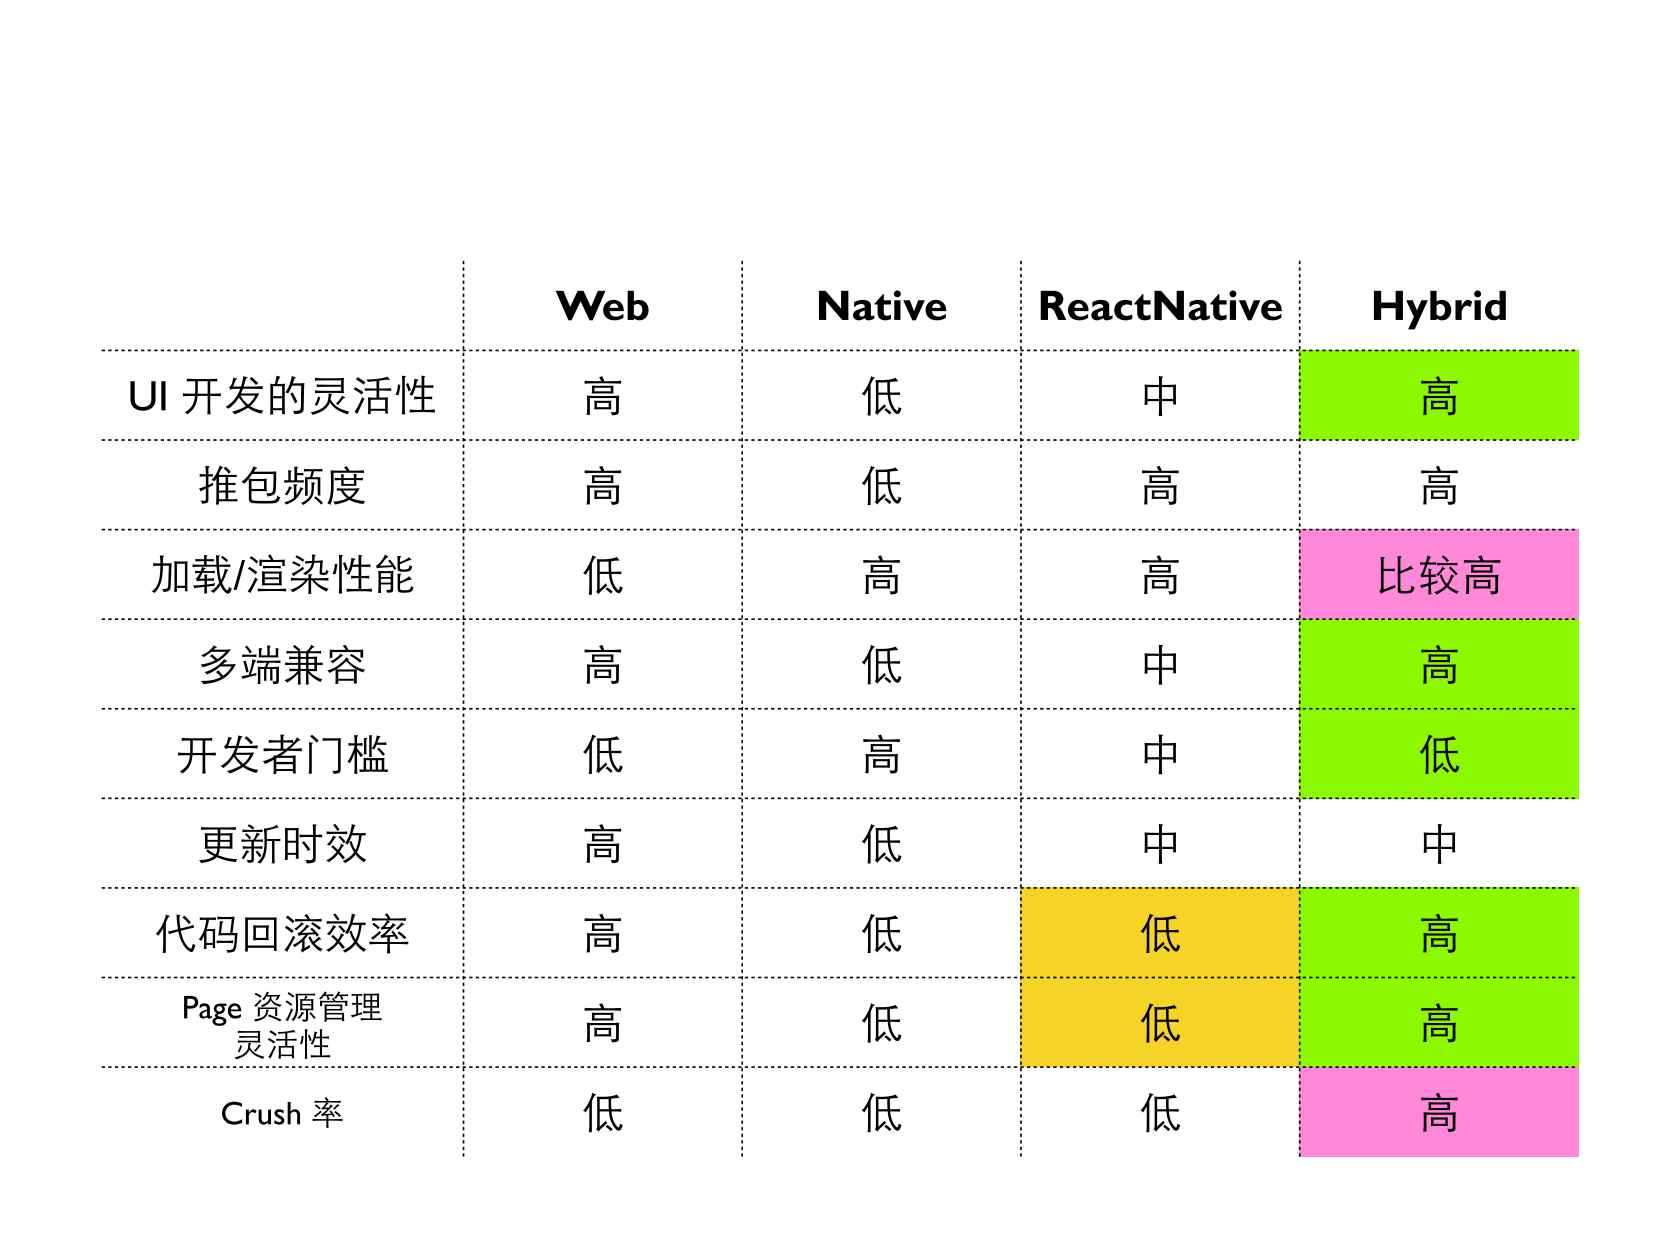 Web Native ReactNative Hybrid
UI 开发的灵活性 高 低 中 高
推包频度 高 低 高 高
加载/渲染性能 低 高 高 比较高
多端兼容 高 低 中 高
开发者门槛 低 高 中 低
更新时效 高 低 中 中
代码回滚效率 高 低 低 高
Page 资源管理
灵活性 高 低 低 高
Crush 率 低 低 低 高